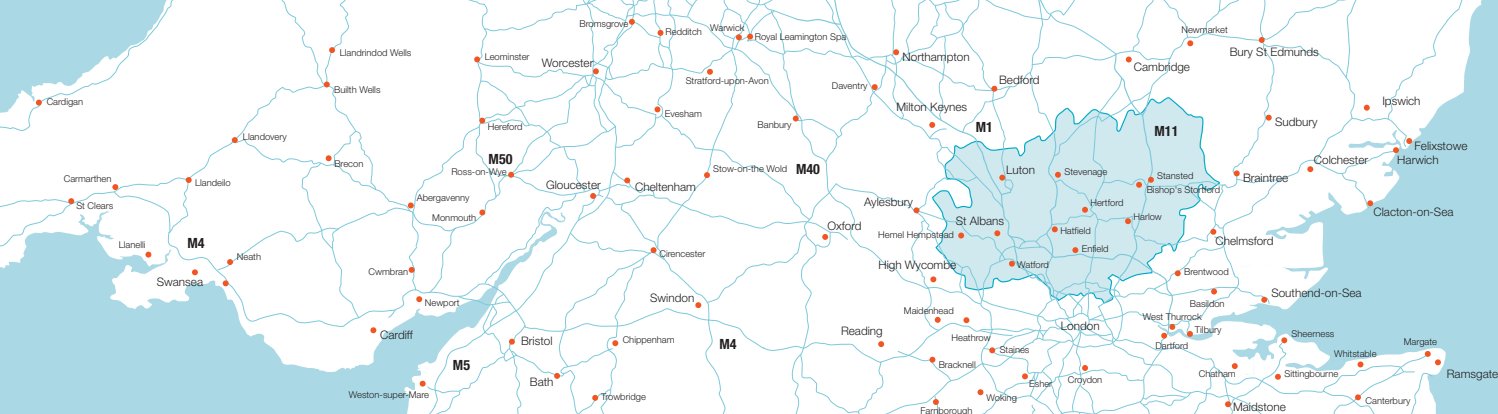 Bromsgrove
Redditch
Warwick
Royal Leamington Spa
Newmarket
Llandrindod Wells
Leominster
Worcester
Northampton
Bury St Edmunds
Cambridge
Stratford-upon-Avon
Bedford
Builth Wells
Daventry
Cardigan
Evesham
Milton Keynes
Ipswich
Hereford
Banbury
M1
M11
Sudbury
Llandovery
Felixstowe
Brecon
M50
Colchester
Harwich
Ross-on-Wye
Stow-on-the Wold
M40
Luton
Stevenage
Stansted
Braintree
Carmarthen
Llandeilo
Gloucester
Cheltenham
Bishop's Stortford
St Clears
Abergavenny
Aylesbury
Hertford
Clacton-on-Sea
Monmouth
St Albans
Harlow
Oxford
Hemel Hempstead
Hatfield
Chelmsford
Llanelli
M4
Neath
Cirencester
Enfield
Cwmbran
High Wycombe
Watford
Brentwood
Swansea
Newport
Swindon
Basildon
Southend-on-Sea
Maidenhead
West Thurrock
Cardiff
Bristol
Chippenham
M4
Reading
Heathrow
London
Tilbury
Sheerness
Dartford
Staines
Margate
Whitstable
M5
Bracknell
Chatham
Sittingbourne
Ramsgate
Bath
Esher
Croydon
Weston-super-Mare
Trowbridge
Woking
Canterbury
Farnborough
Maidstone